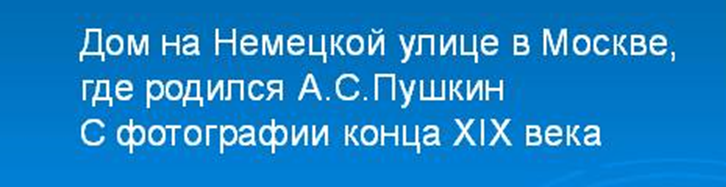 Дом на Немецкой улице в Москве,
где родился А.С.Пушкин
С фотографии конца XIX века